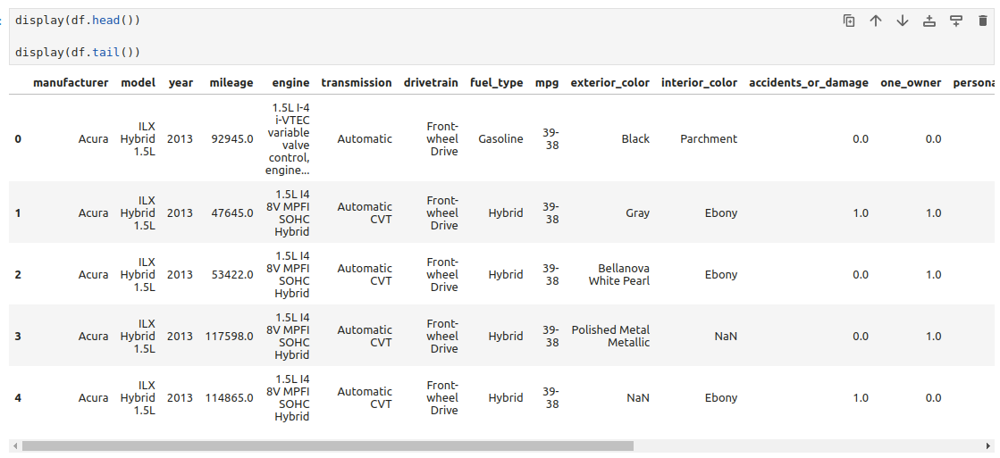 display(df.head())
display(df.tail())
manufacturer model year mileage engine transmission drivetrain fuel_type mpg exterior_color interior_color accidents_or_damage one_owner persona
0 Acura ILX Hybrid 1.5L 2013 92945.0 1.5L I-4 i-VTEC variable valve control, engine... Automatic Front-wheel Drive Gasoline 39-38 Black Parchment 0.0 0.0
1 Acura ILX Hybrid 1.5L 2013 47645.0 1.5L I4 8V MPFI SOHC Hybrid Automatic CVT Front-wheel Drive Hybrid 39-38 Gray Ebony 1.0 1.0
2 Acura ILX Hybrid 1.5L 2013 53422.0 1.5L I4 8V MPFI SOHC Hybrid Automatic CVT Front-wheel Drive Hybrid 39-38 Bellanova White Pearl Ebony 0.0 1.0
3 Acura ILX Hybrid 1.5L 2013 117598.0 1.5L I4 8V MPFI SOHC Hybrid Automatic CVT Front-wheel Drive Hybrid 39-38 Polished Metal Metallic NaN 0.0 1.0
4 Acura ILX Hybrid 1.5L 2013 114865.0 1.5L I4 8V MPFI SOHC Hybrid Automatic CVT Front-wheel Drive Hybrid 39-38 NaN Ebony 1.0 0.0